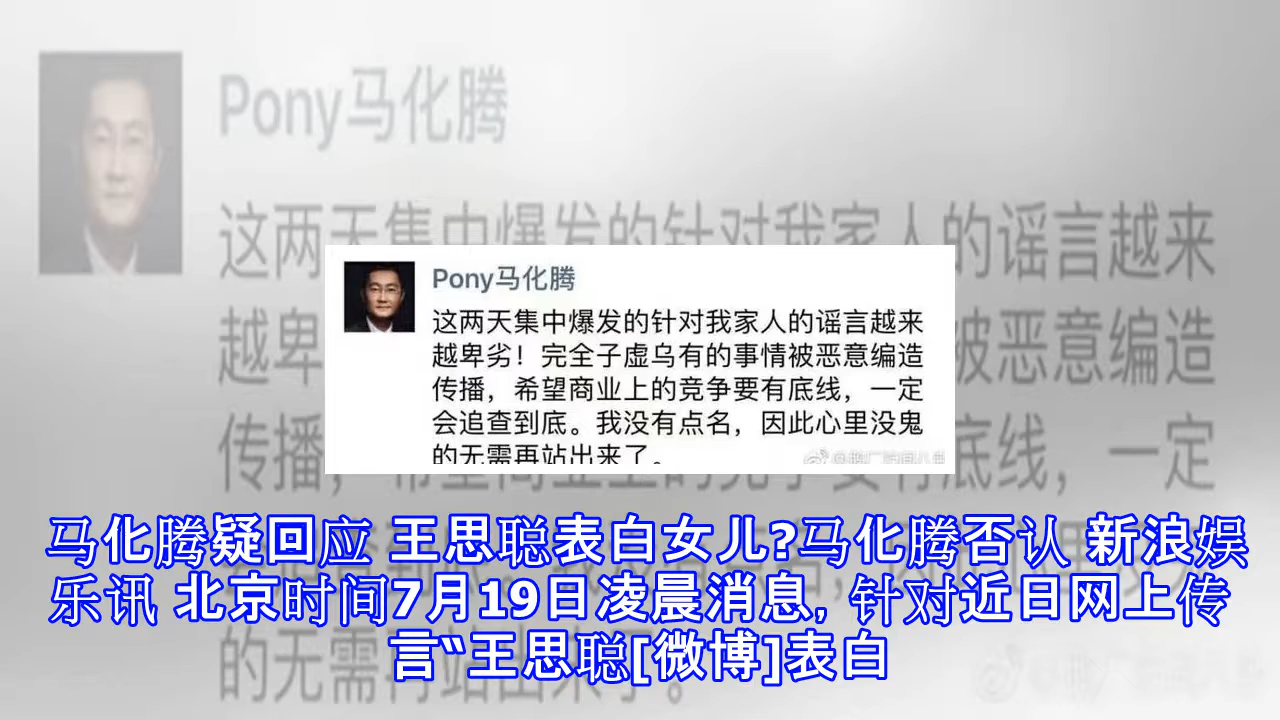 Pony马化腾
这两天集中爆发的针对我家人的谣言越来
越卑劣！完全子虚乌有的事情被恶意编造
传播，希望商业上的竞争要有底线，一定
会追查到底。我没有点名，因此心里没鬼
的无需再站出来了。
马化腾疑回应 王思聪表白女儿?马化腾否认 新浪娱
乐讯 北京时间7月19日凌晨消息, 针对近日网上传
言“王思聪[微博]表白